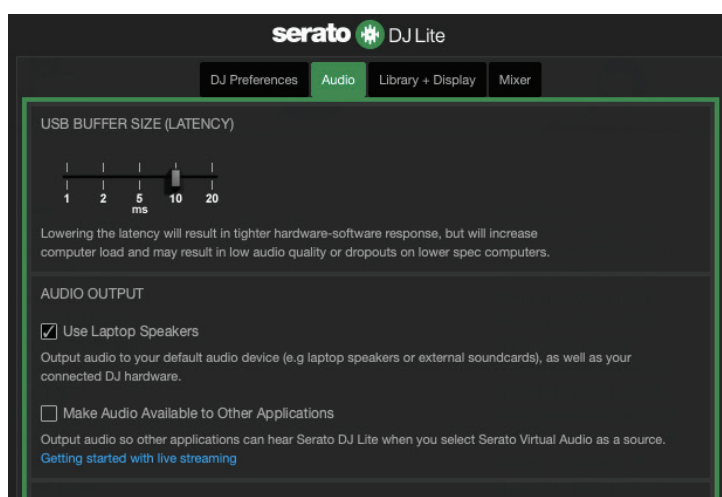 serato DJ Lite
DJ Preferences Audio Library + Display Mixer
USB BUFFER SIZE (LATENCY)
1 2 5 10 20
ms
Lowering the latency will result in tighter hardware-software response, but will increase
computer load and may result in low audio quality or dropouts on lower spec computers.
AUDIO OUTPUT
Use Laptop Speakers
Output audio to your default audio device (e.g laptop speakers or external soundcards), as well as your
connected DJ hardware.
Make Audio Available to Other Applications
Output audio so other applications can hear Serato DJ Lite when you select Serato Virtual Audio as a source.
Getting started with live streaming